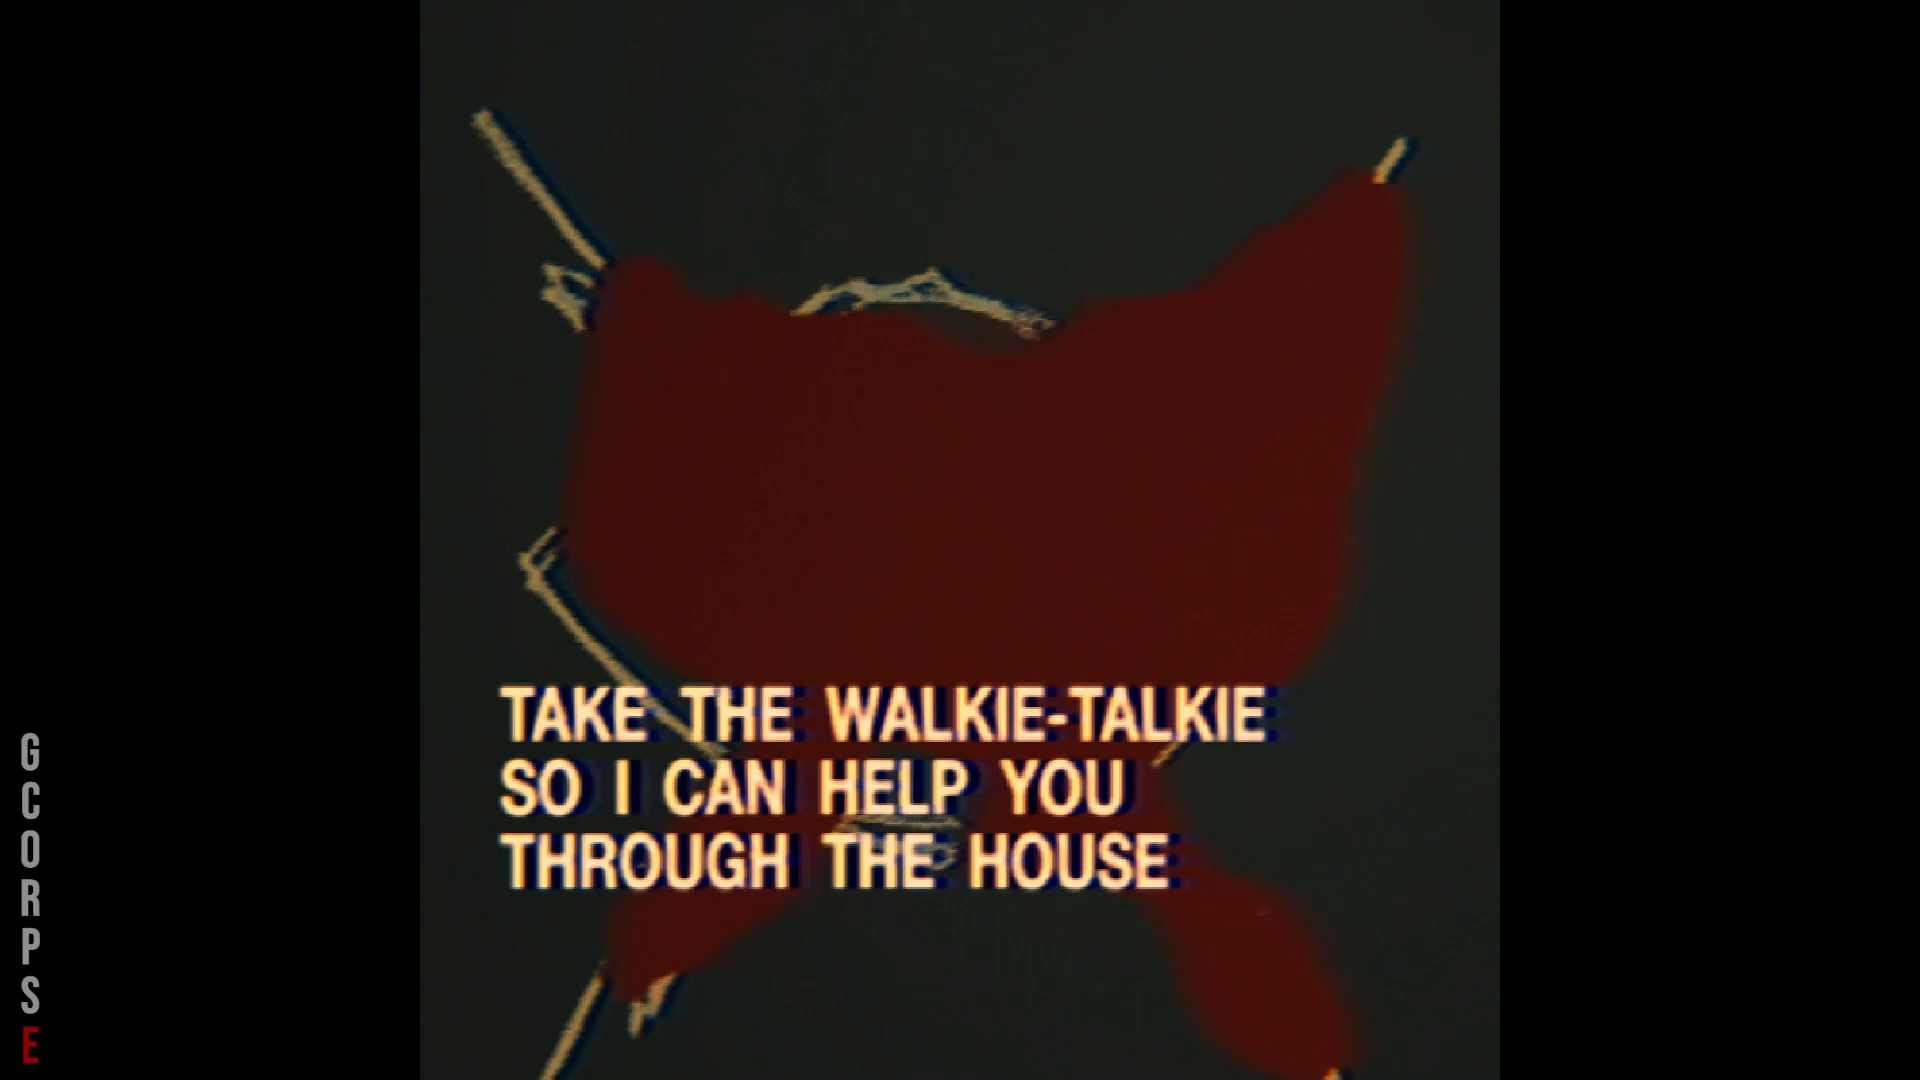 TAKE THE WALKIE-TALKIE
SO I CAN HELP YOU
THROUGH THE HOUSE
GCORPSE